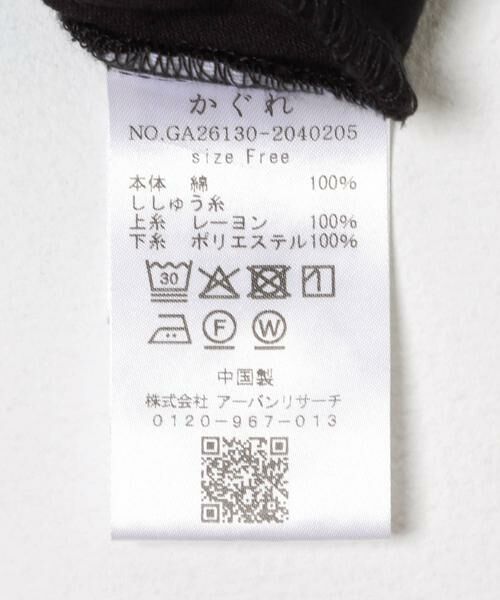 かぐれ
NO.GA26130-2040205
size Free
本体 綿 100%
ししゅう糸
上糸 レーヨン 100%
下糸 ポリエステル100%
30
F W
中国製
株式会社 アーバンリサーチ
0120-967-013